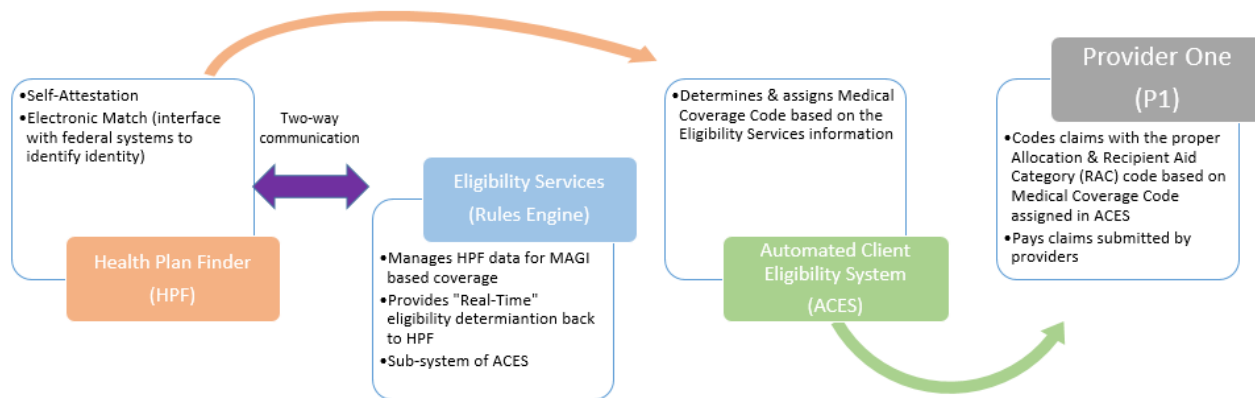 •Self-Attestation
•Electronic Match (interface
with federal systems to
identify identity)
Health Plan Finder
(HPF)
Two-way
communication
Eligibility Services
(Rules Engine)
•Manages HPF data for MAGI
based coverage
•Provides "Real-Time"
eligibility determiantion back
to HPF
•Sub-system of ACES
•Determines & assigns Medical
Coverage Code based on the
Eligibility Services information
Automated Client
Eligibility System
(ACES)
Provider One
(P1)
•Codes claims with the proper
Allocation & Recipient Aid
Category (RAC) code based on
Medical Coverage Code
assigned in ACES
•Pays claims submitted by
providers